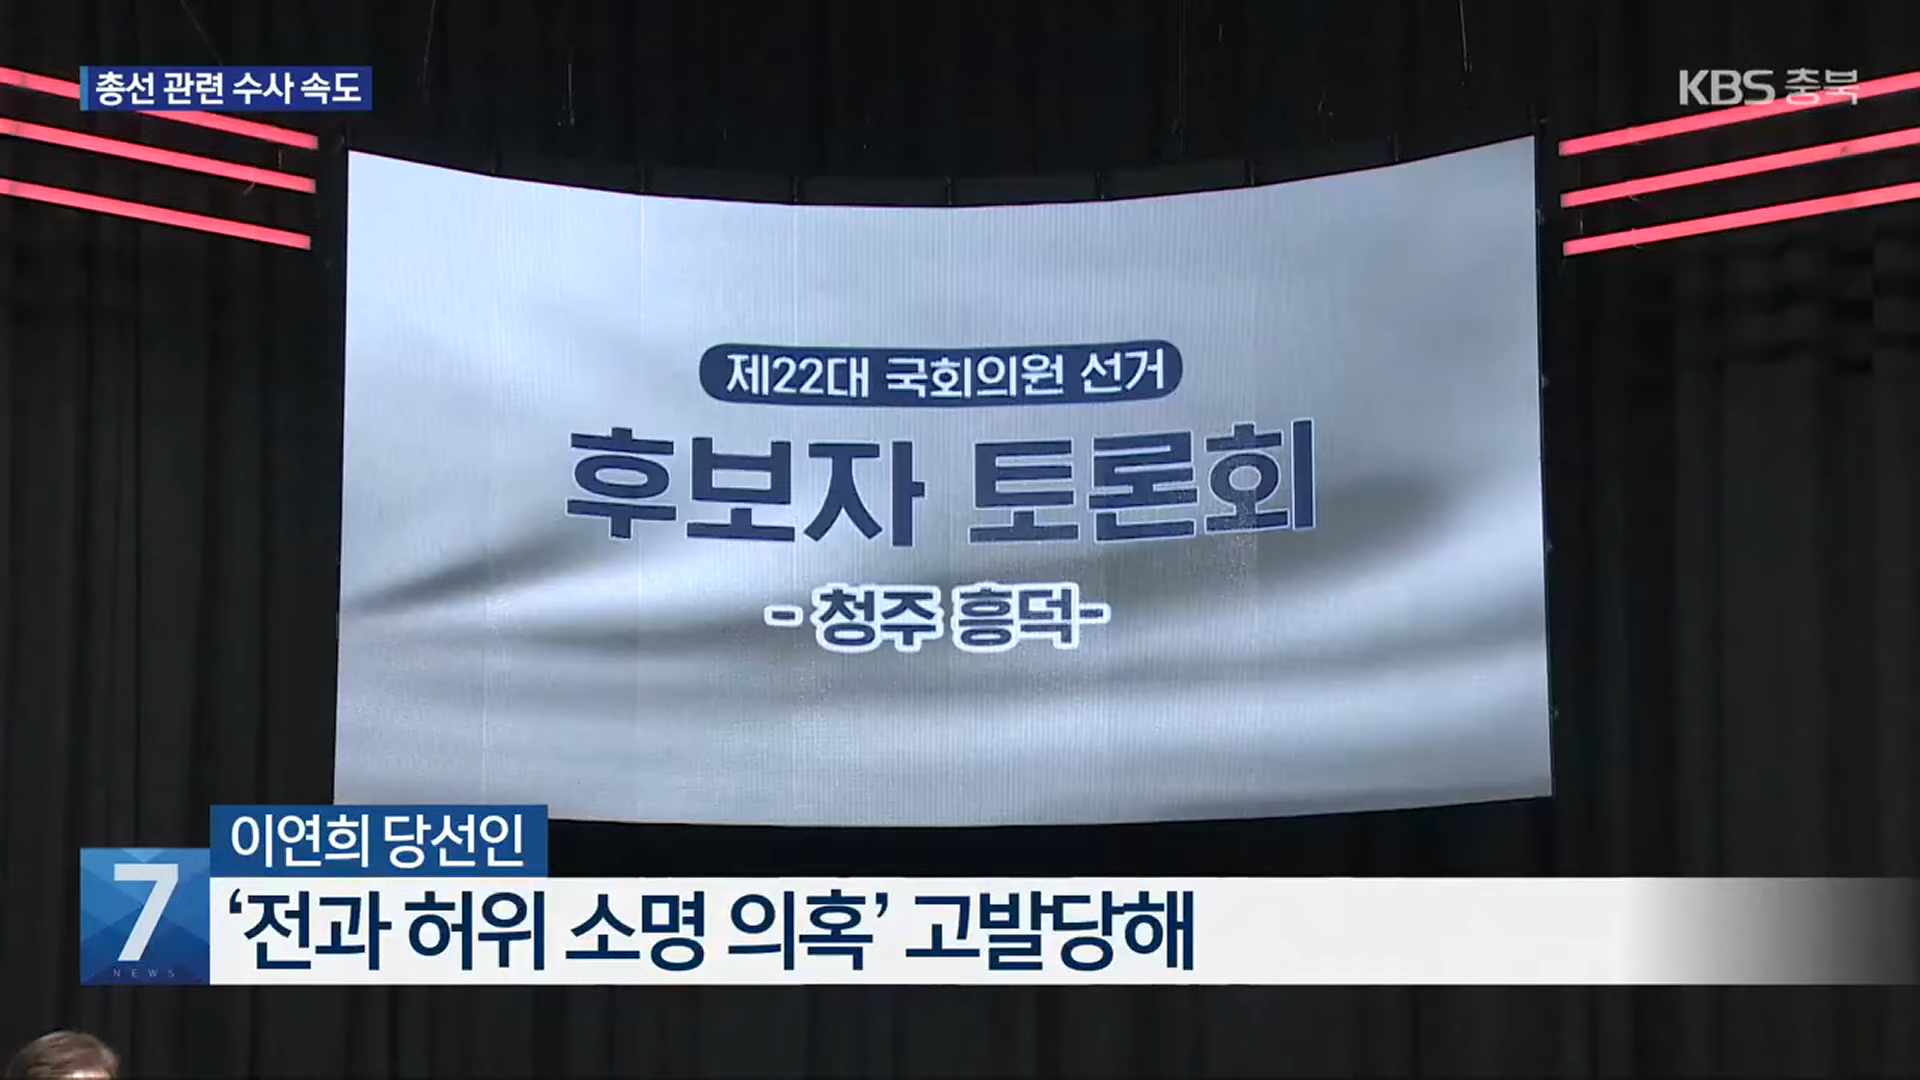 총선 관련 수사 속도
KBS 충북
제22대 국회의원 선거
후보자 토론회
- 청주 흥덕-
이연희 당선인
7
NEWS
‘전과 허위 소명 의혹’ 고발당해